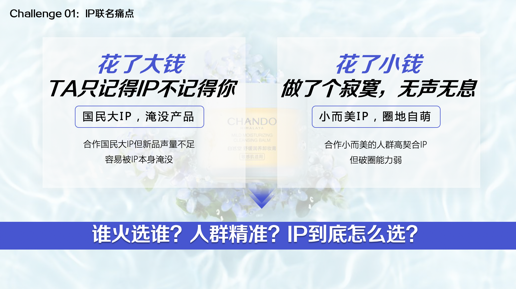 Challenge 01：IP联名痛点
花了大钱
TA只记得IP不记得你
国民大IP，淹没产品
合作国民大IP但新品声量不足
容易被IP本身淹没
花了小钱
做了个寂寞，无声无息
小而美IP，圈地自萌
合作小而美的人群高契合IP
但破圈能力弱
CHANDO
谁火选谁？人群精准？IP到底怎么选？